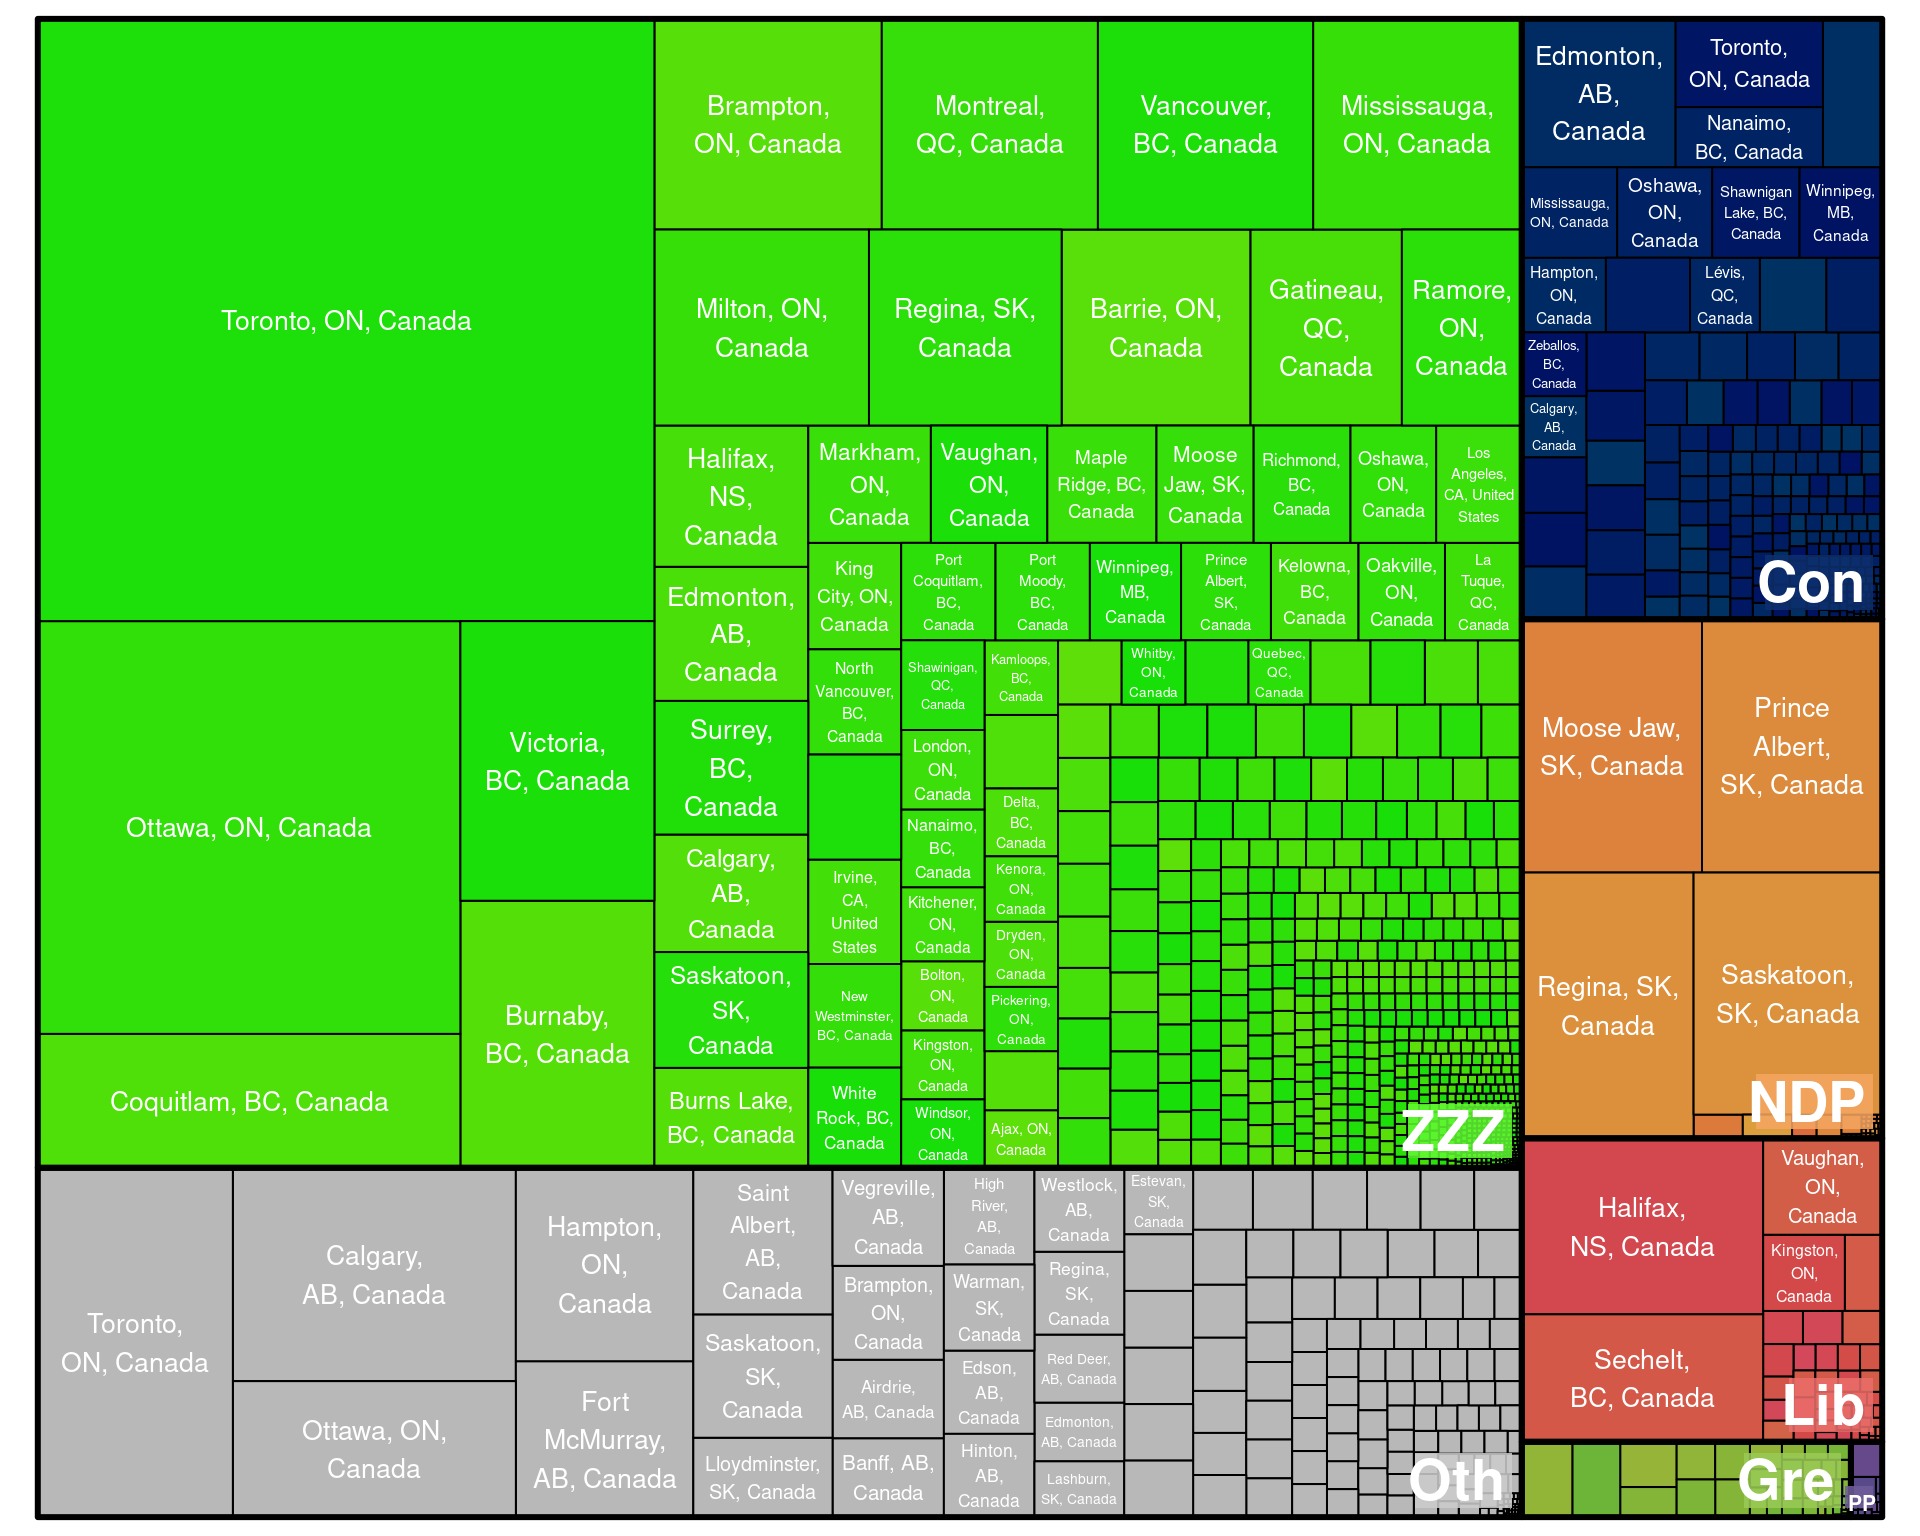 Toronto, ON, Canada
Ottawa, ON, Canada
Coquitlam, BC, Canada
Victoria,
BC, Canada
Burnaby,
BC, Canada
Brampton,
ON, Canada
Montreal,
QC, Canada
Vancouver,
BC, Canada
Mississauga,
ON, Canada
Milton, ON,
Canada
Regina, SK,
Canada
Barrie, ON,
Canada
Gatineau,
QC,
Canada
Ramore,
ON,
Canada
Halifax,
NS,
Canada
Edmonton,
AB,
Canada
Surrey,
BC,
Canada
Calgary,
AB,
Canada
Saskatoon,
SK,
Canada
Burns Lake,
BC, Canada
Markham,
ON,
Canada
Vaughan,
ON,
Canada
Maple
Ridge, BC,
Canada
Moose
Jaw, SK,
Canada
Richmond,
BC,
Canada
Oshawa,
ON,
Canada
Los
Angeles,
CA, United
States
King
City, ON,
Canada
North
Vancouver,
BC,
Canada
Irvine,
CA,
United
States
New
Westminster,
BC, Canada
White
Rock, BC,
Canada
Port
Coquitlam,
BC,
Canada
Port
Moody,
BC,
Canada
Winnipeg,
MB,
Canada
Prince
Albert,
SK,
Canada
Kelowna,
BC,
Canada
Oakville,
ON,
Canada
La
Tuque,
QC,
Canada
Shawinigan,
QC,
Canada
London,
ON,
Canada
Nanaimo,
BC,
Canada
Kitchener,
ON,
Canada
Bolton,
ON,
Canada
Kingston,
ON,
Canada
Windsor,
ON,
Canada
Kamloops,
BC,
Canada
Delta,
BC,
Canada
Kenora,
ON,
Canada
Dryden,
ON,
Canada
Pickering,
ON,
Canada
Ajax, ON,
Canada
Whitby,
ON,
Canada
Quebec,
QC,
Canada
ZZZ
Edmonton,
AB,
Canada
Toronto,
ON, Canada
Nanaimo,
BC, Canada
Mississauga,
ON, Canada
Oshawa,
ON,
Canada
Shawnigan
Lake, BC,
Canada
Winnipeg,
MB,
Canada
Hampton,
ON,
Canada
Lévis,
QC,
Canada
Zeballos,
BC,
Canada
Calgary,
AB,
Canada
Con
Moose Jaw,
SK, Canada
Prince
Albert,
SK, Canada
Regina, SK,
Canada
Saskatoon,
SK, Canada
NDP
Halifax,
NS, Canada
Sechelt,
BC, Canada
Vaughan,
ON,
Canada
Kingston,
ON,
Canada
Lib
Gre
PP
Toronto,
ON, Canada
Calgary,
AB, Canada
Ottawa, ON,
Canada
Hampton,
ON,
Canada
Fort
McMurray,
AB, Canada
Saint
Albert,
AB,
Canada
Saskatoon,
SK,
Canada
Lloydminster,
SK, Canada
Vegreville,
AB,
Canada
Brampton,
ON,
Canada
Airdrie,
AB, Canada
Banff, AB,
Canada
High
River,
AB,
Canada
Warman,
SK,
Canada
Edson,
AB,
Canada
Hinton,
AB,
Canada
Westlock,
AB,
Canada
Regina,
SK,
Canada
Red Deer,
AB, Canada
Edmonton,
AB, Canada
Lashburn,
SK, Canada
Estevan,
SK,
Canada
Oth